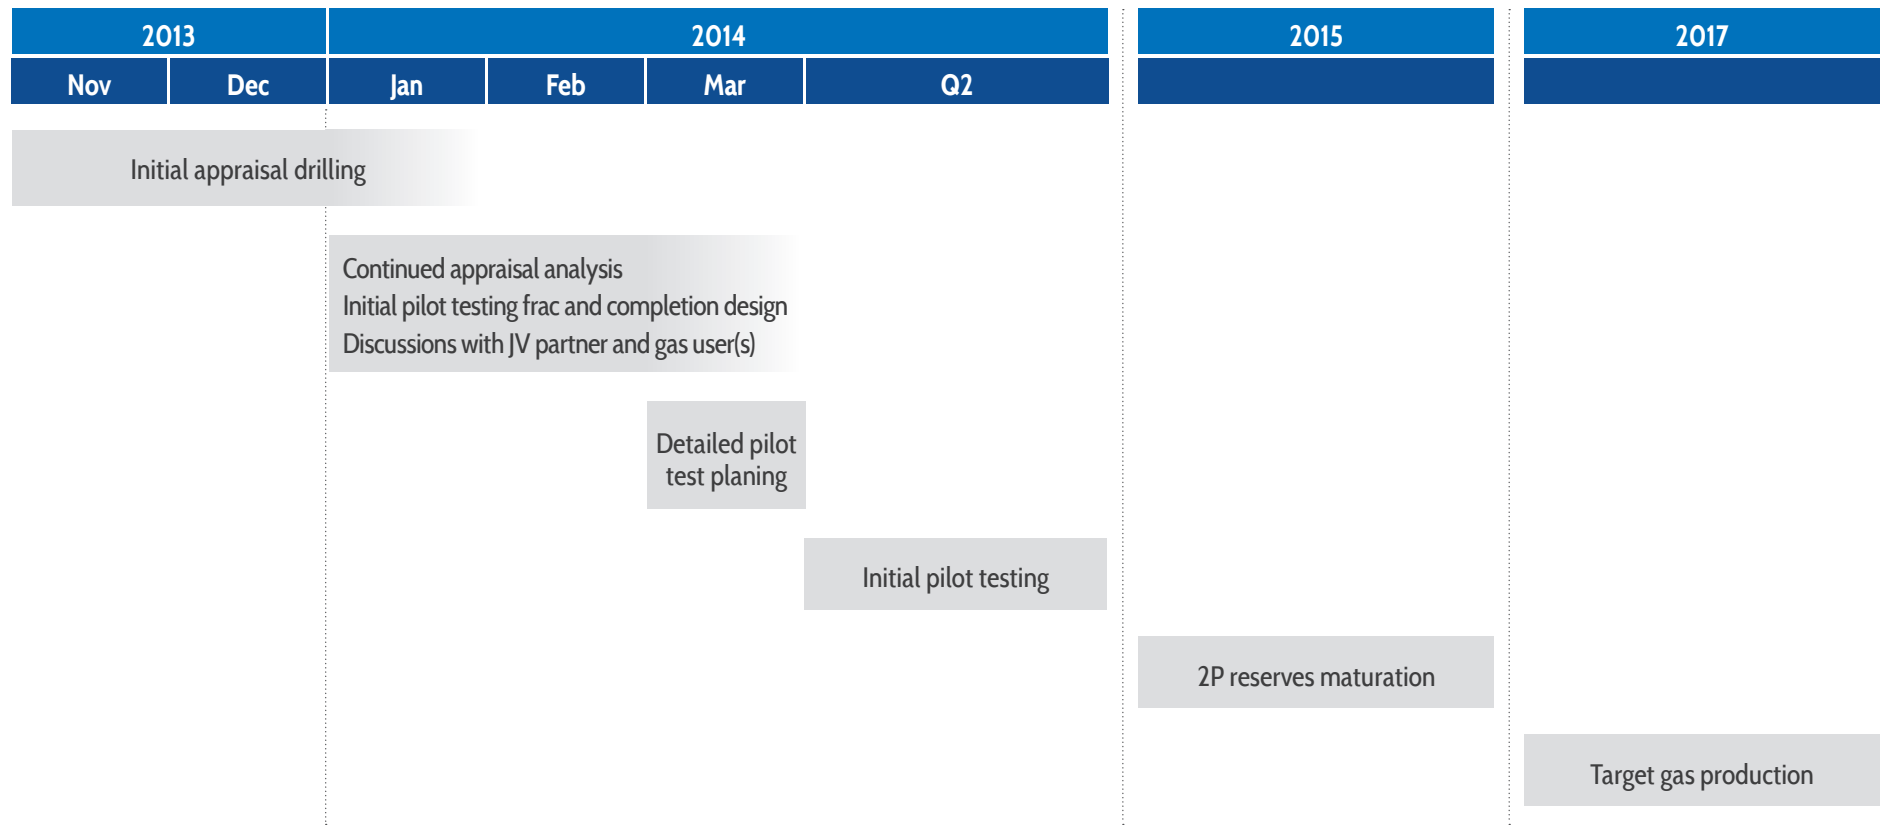 2013 2014 2015 2017
Nov Dec Jan Feb Mar Q2
Initial appraisal drilling
Continued appraisal analysis
Initial pilot testing frac and completion design
Discussions with JV partner and gas user(s)
Detailed pilot
test planing
Initial pilot testing
2P reserves maturation
Target gas production